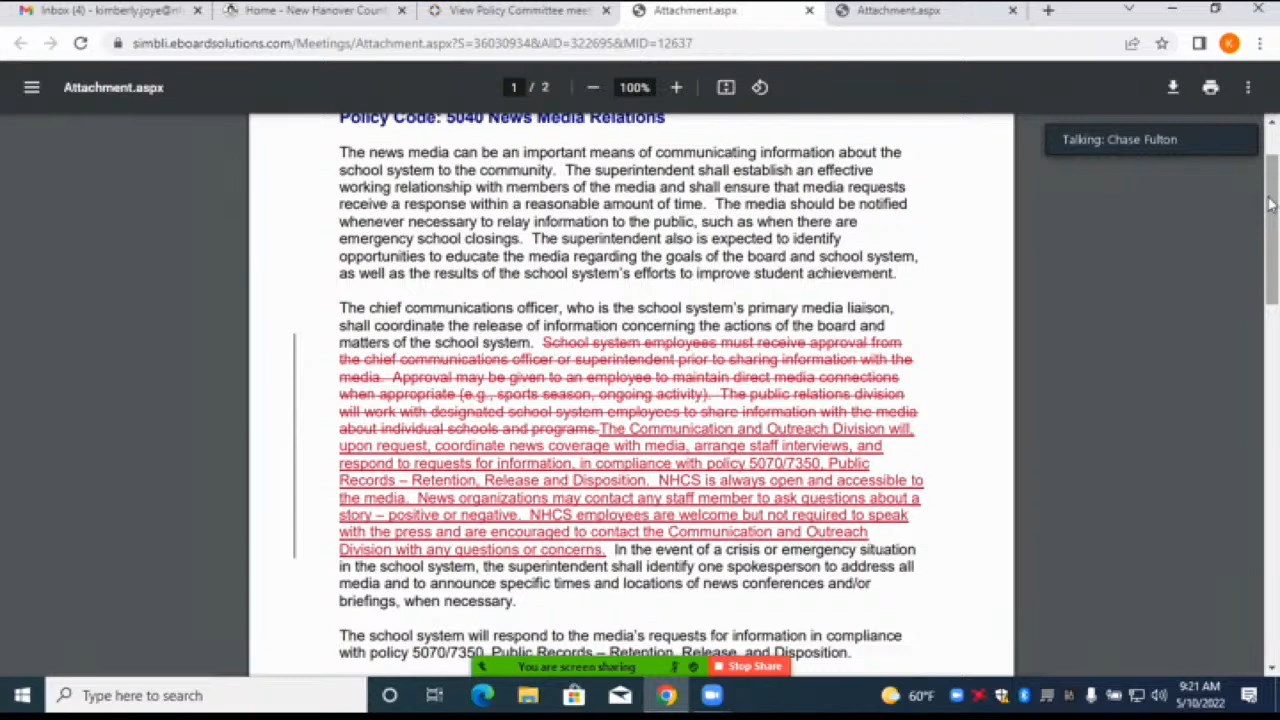 Inbox (4) - kimberly.joye@n
Home - New Hanover Coun
View Policy Committee mee
Attachment.aspx
Attachment.aspx
simbli.eboardsolutions.com/Meetings/Attachment.aspx?S=36030934&AID=322695&MID=12637
K
Attachment.aspx
1 / 2
100%
Policy Code: 5040 News Media Relations
Talking: Chase Fulton
The news media can be an important means of communicating information about the
school system to the community. The superintendent shall establish an effective
working relationship with members of the media and shall ensure that media requests
receive a response within a reasonable amount of time. The media should be notified
whenever necessary to relay information to the public, such as when there are
emergency school closings. The superintendent also is expected to identify
opportunities to educate the media regarding the goals of the board and school system,
as well as the results of the school system's efforts to improve student achievement.
The chief communications officer, who is the school system's primary media liaison,
shall coordinate the release of information concerning the actions of the board and
matters of the school system. School system employees must receive approval from
the chief communications officer or superintendent prior to sharing information with the
media. Approval may be given to an employee to maintain direct media connections
when appropriate (e.g., sports season, ongoing activity). The public relations division
will work with designated school system employees to share information with the media
about individual schools and programs.The Communication and Outreach Division will,
upon request, coordinate news coverage with media, arrange staff interviews, and
respond to requests for information, in compliance with policy 5070/7350, Public
Records – Retention, Release and Disposition. NHCS is always open and accessible to
the media. News organizations may contact any staff member to ask questions about a
story – positive or negative. NHCS employees are welcome but not required to speak
with the press and are encouraged to contact the Communication and Outreach
Division with any questions or concerns. In the event of a crisis or emergency situation
in the school system, the superintendent shall identify one spokesperson to address all
media and to announce specific times and locations of news conferences and/or
briefings, when necessary.
The school system will respond to the media's requests for information in compliance
with policy 5070/7350, Public Records – Retention, Release, and Disposition.
You are screen sharing
Stop Share
Type here to search
60°F
9:21 AM
5/10/2022